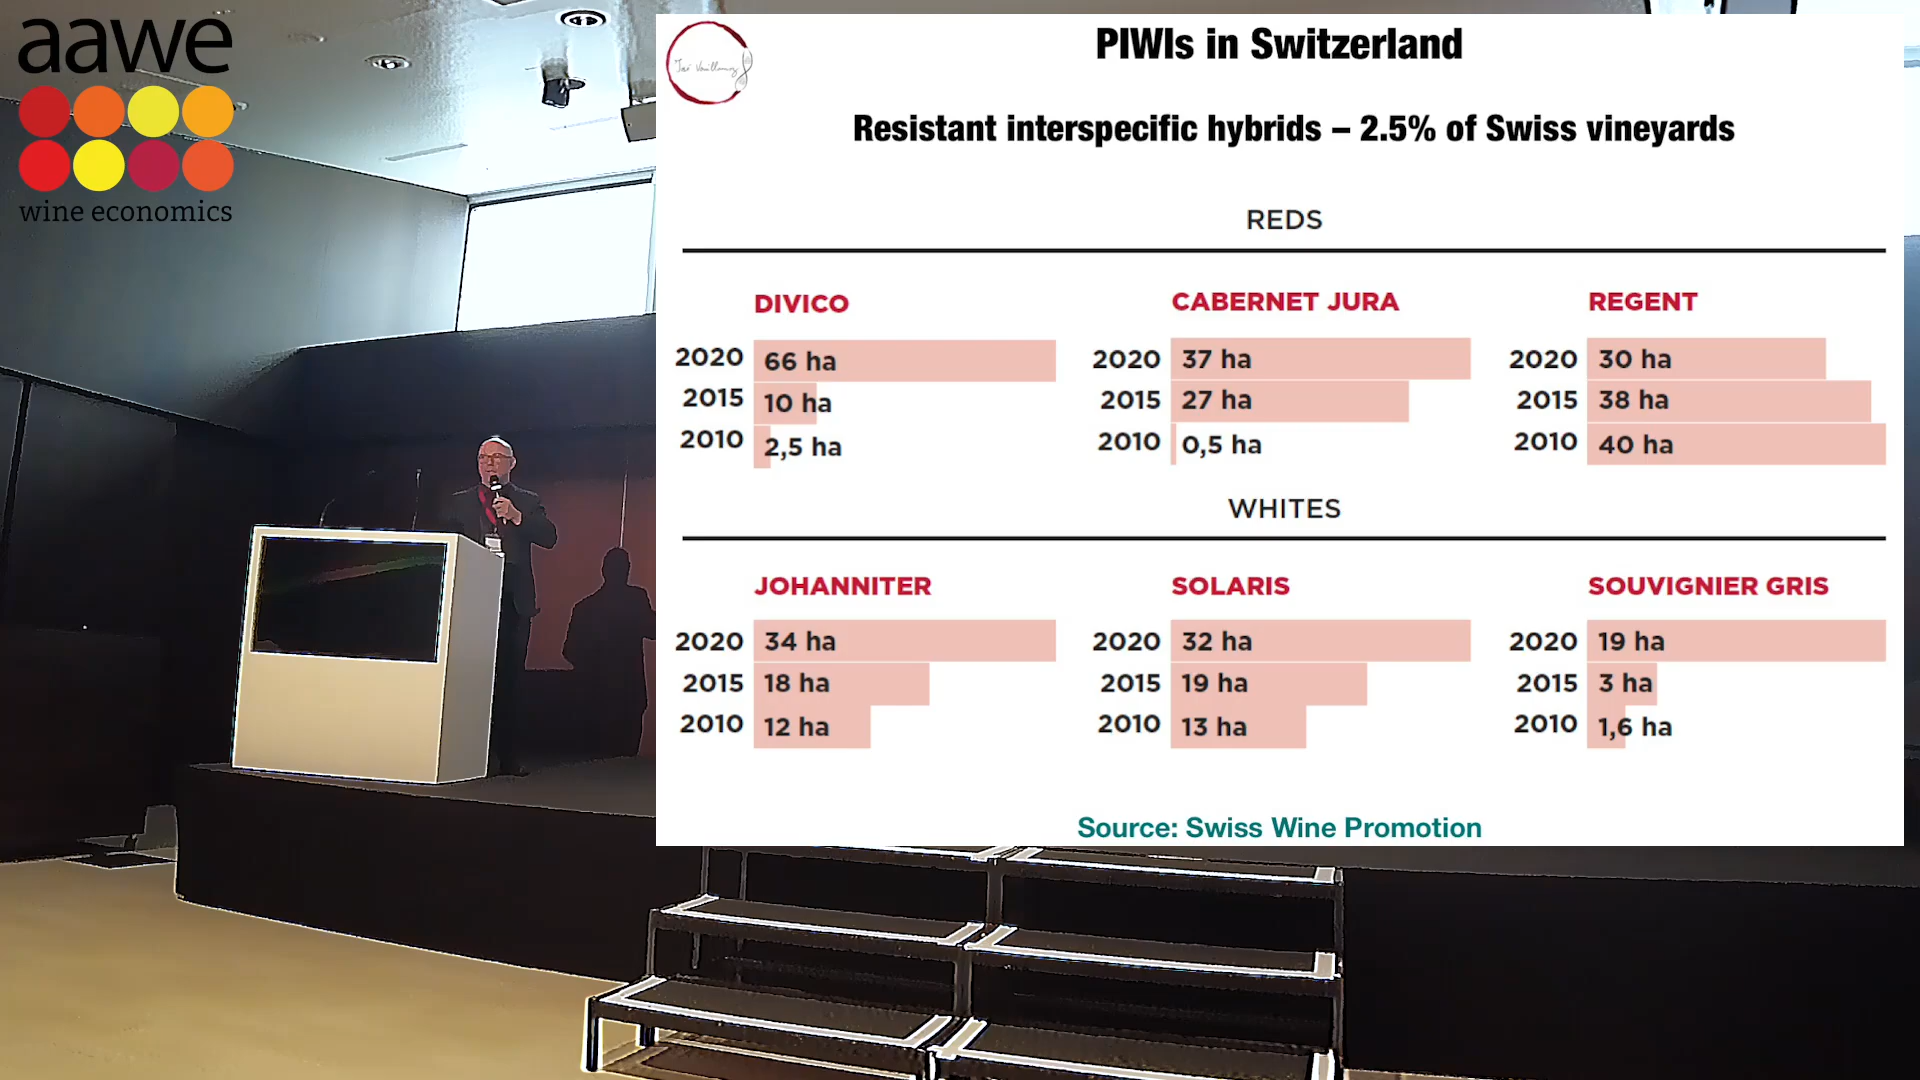 aawe
wine economics
PIWIs in Switzerland
Resistant interspecific hybrids – 2.5% of Swiss vineyards
REDS
DIVICO
2020 66 ha
2015 10 ha
2010 2,5 ha
CABERNET JURA
2020 37 ha
2015 27 ha
2010 0,5 ha
REGENT
2020 30 ha
2015 38 ha
2010 40 ha
WHITES
JOHANNITER
2020 34 ha
2015 18 ha
2010 12 ha
SOLARIS
2020 32 ha
2015 19 ha
2010 13 ha
SOUVIGNIER GRIS
2020 19 ha
2015 3 ha
2010 1,6 ha
Source: Swiss Wine Promotion